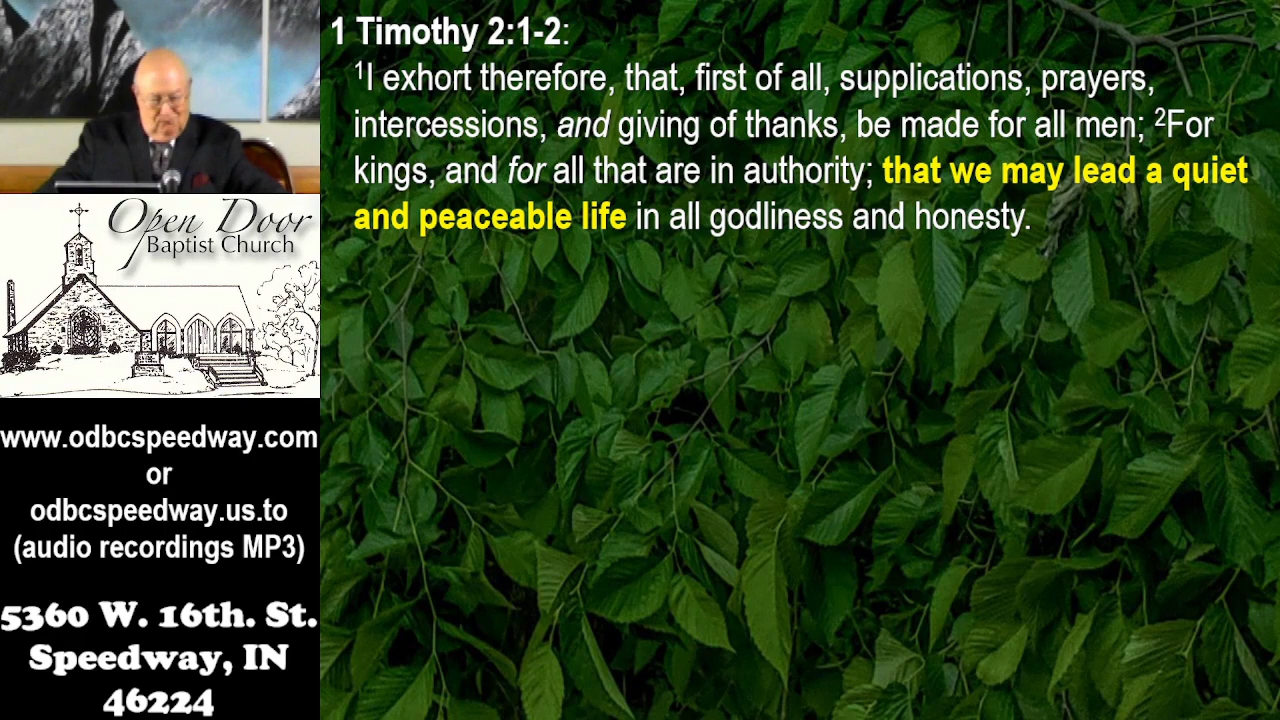 Open Door
Baptist Church
www.odbcspeedway.com
or
odbcspeedway.us.to
(audio recordings MP3)
5360 W. 16th. St.
Speedway, IN
46224
1 Timothy 2:1-2:
¹I exhort therefore, that, first of all, supplications, prayers,
intercessions, and giving of thanks, be made for all men; ²For
kings, and for all that are in authority; that we may lead a quiet
and peaceable life in all godliness and honesty.